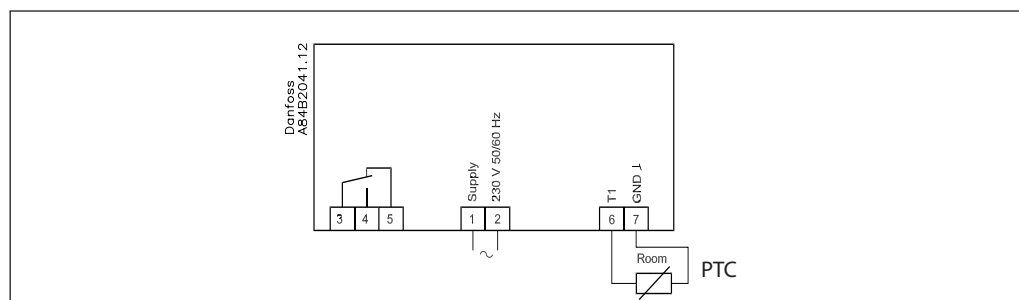 Danfoss
A84B2041.12
Supply
230 V 50/60 Hz
T1
GND
3 4 5
1 2
6 7
Room
PTC